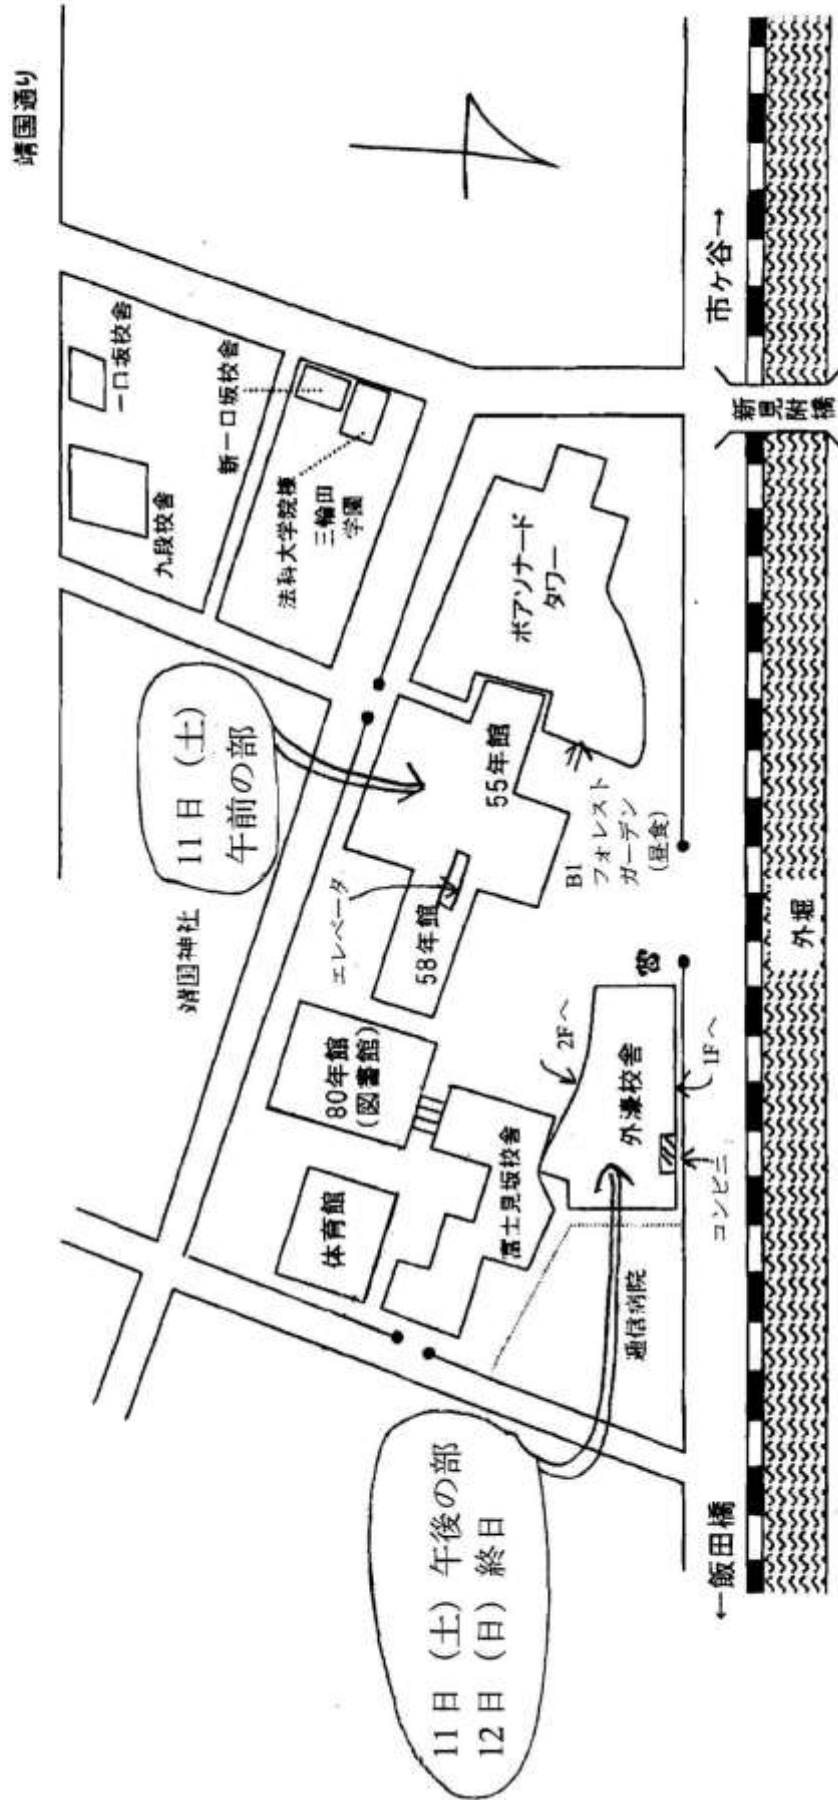 靖国通り
一口坂校舎
九段校舎
新一口坂校舎
法科大学院棟
三輪田
学園
11日（土）
午前の部
靖国神社
エレベータ
58年館
55年館
ボアソナード
タワー
B1
フォレスト
ガーデン
(昼食)
80年館
(図書館)
体育館
富士見坂校舎
外濠校舎
2Fへ
1Fへ
コンビニ
逓信病院
11日（土）午後の部
12日（日）終日
←飯田橋
市ヶ谷→
新見附橋
外堀